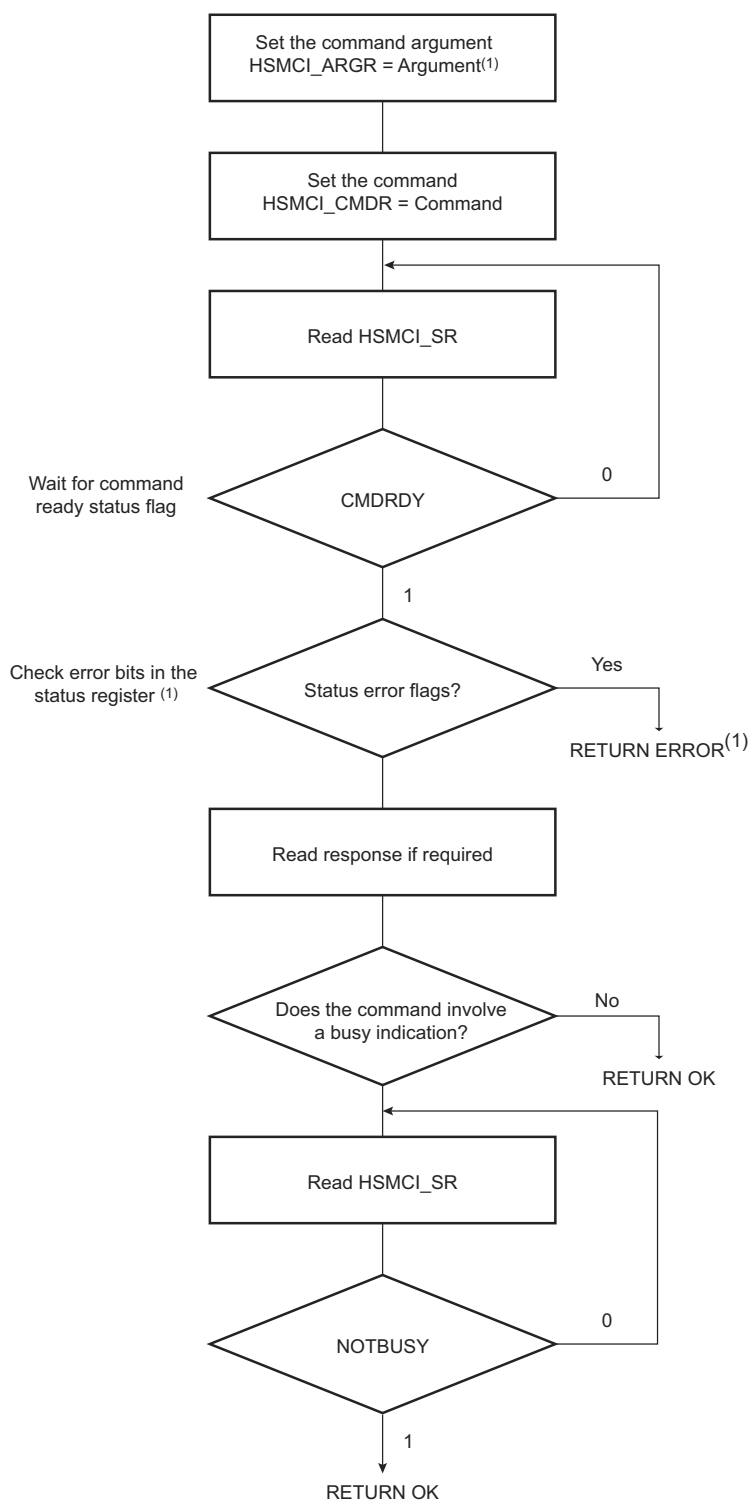 Set the command argument
HSMCI_ARGR = Argument(1)
Set the command
HSMCI_CMDR = Command
Read HSMCI_SR
Wait for command
ready status flag
CMDRDY
0
1
Check error bits in the
status register (1)
Status error flags?
Yes
RETURN ERROR(1)
Read response if required
Does the command involve
a busy indication?
No
RETURN OK
Read HSMCI_SR
NOTBUSY
0
1
RETURN OK